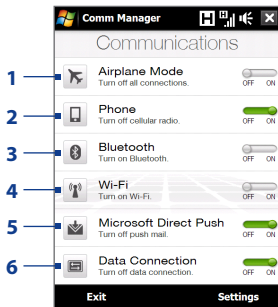 Comm Manager
H H
Communications
1 Airplane Mode
Turn off all connections.
OFF ON
2 Phone
Turn off cellular radio.
OFF ON
3 Bluetooth
Turn on Bluetooth.
OFF ON
4 Wi-Fi
Turn on Wi-Fi.
OFF ON
5 Microsoft Direct Push
Turn off push mail.
OFF ON
6 Data Connection
Turn off data connection.
OFF ON
Exit Settings